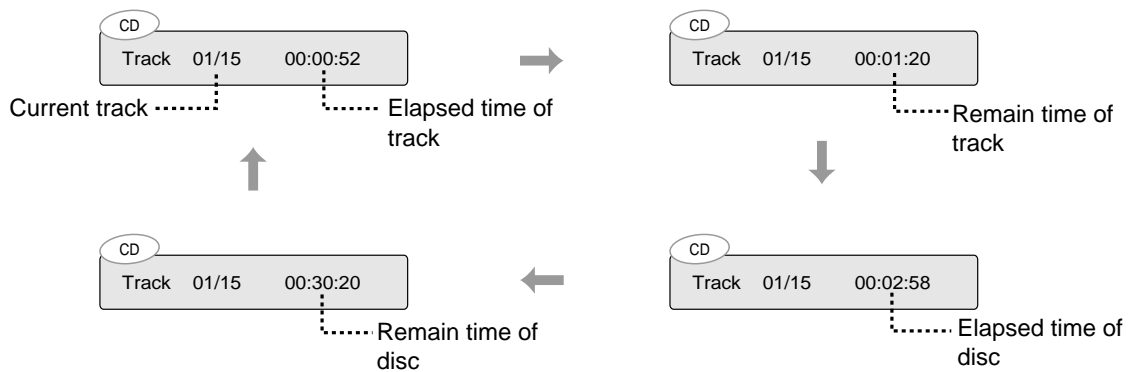 CD
Track 01/15 00:00:52
Current track
Elapsed time of
track
CD
Track 01/15 00:01:20
Remain time of
track
CD
Track 01/15 00:30:20
Remain time of
disc
CD
Track 01/15 00:02:58
Elapsed time of
disc